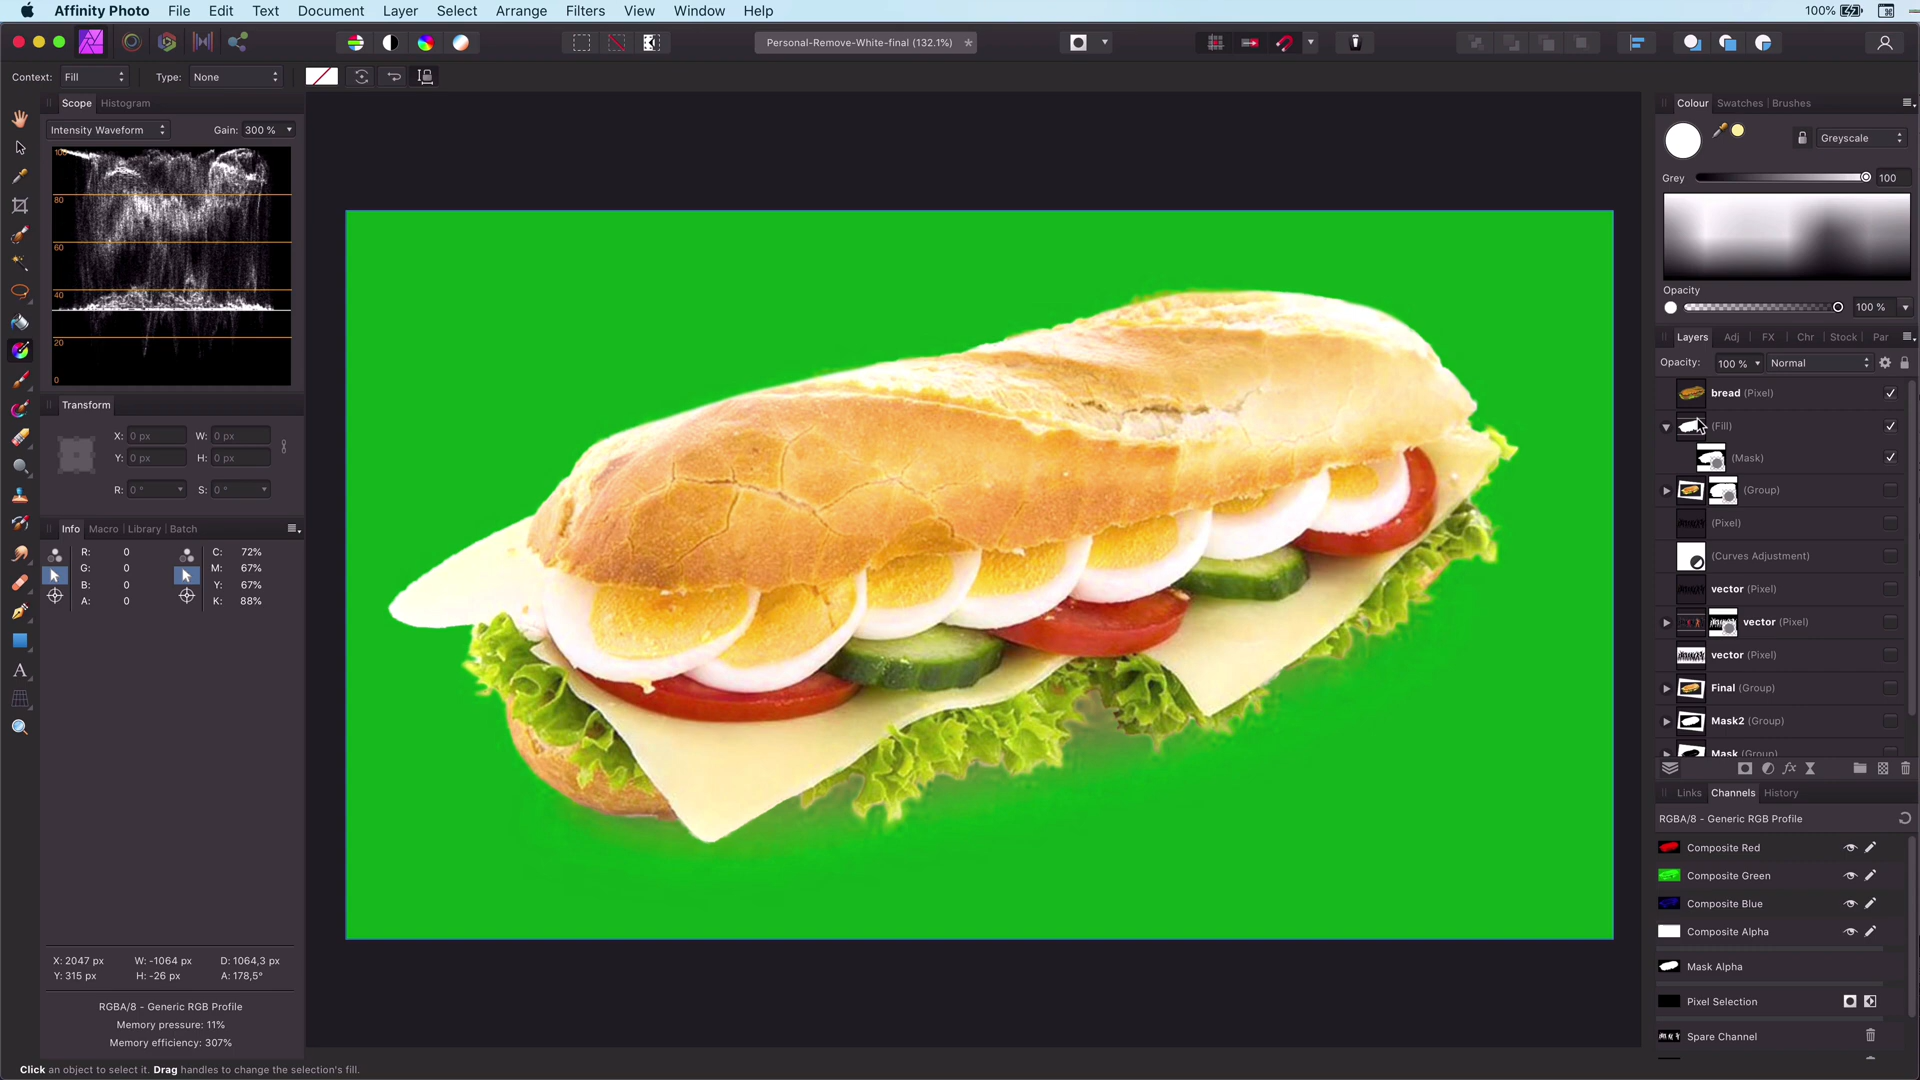 Affinity Photo File Edit Text Document Layer Select Arrange Filters View Window Help 100%
Personal-Remove-White-final (132.1%) *
Context: Fill Type: None
Scope Histogram
Intensity Waveform Gain: 300 %
100
80
60
40
20
0
Transform
X: 0 px W: 0 px
Y: 0 px H: 0 px
R: 0 ° S: 0 °
Info Macro Library Batch
R: 0 C: 72%
G: 0 M: 67%
B: 0 Y: 67%
A: 0 K: 88%
X: 2047 px W: -1064 px D: 1064,3 px
Y: 315 px H: -26 px A: 178,5°
RGBA/8 - Generic RGB Profile
Memory pressure: 11%
Memory efficiency: 307%
Click an object to select it. Drag handles to change the selection's fill.
Colour Swatches Brushes
Greyscale
Grey 100
Opacity
100 %
Layers Adj FX Chr Stock Par
Opacity: 100 % Normal
bread (Pixel)
(Fill)
(Mask)
(Group)
(Pixel)
(Curves Adjustment)
vector (Pixel)
vector (Pixel)
vector (Pixel)
Final (Group)
Mask2 (Group)
Mask (Group)
Links Channels History
RGBA/8 - Generic RGB Profile
Composite Red
Composite Green
Composite Blue
Composite Alpha
Mask Alpha
Pixel Selection
Spare Channel